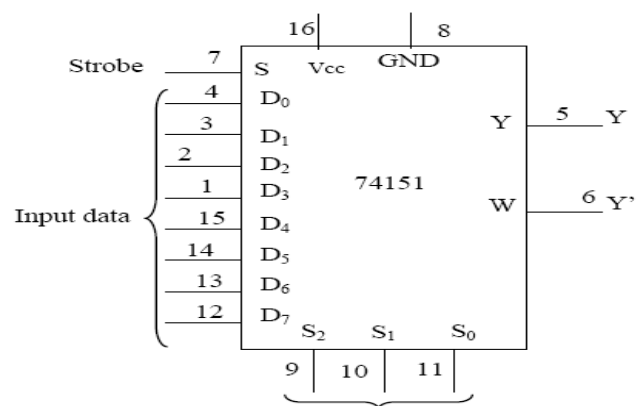 16 8
Strobe 7 S Vcc GND
4 D₀
3 D₁ Y 5 Y
2 D₂
1 D₃ 74151
Input data 15 D₄ W 6 Y’
14 D₅
13 D₆
12 D₇
S₂ S₁ S₀
9 10 11